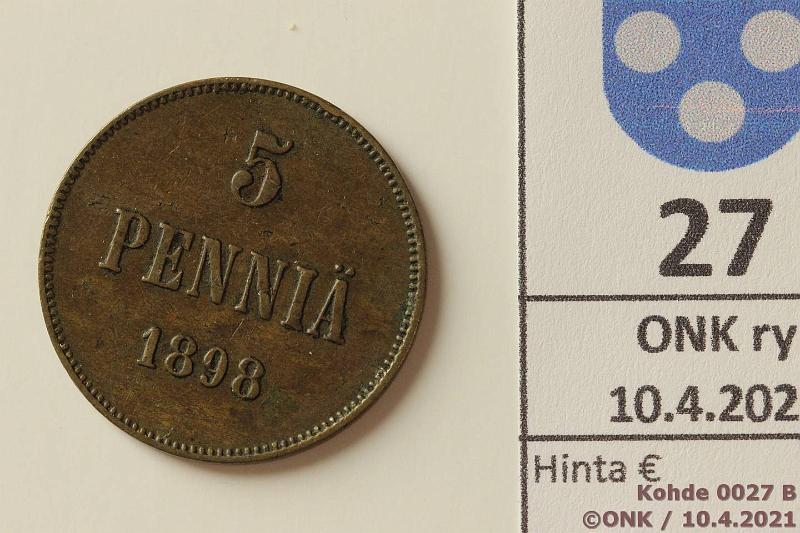 5
PENNIÄ
1898
27
ONK ry
10.4.202
Hinta €
Kohde 0027 B
©ONK / 10.4.2021